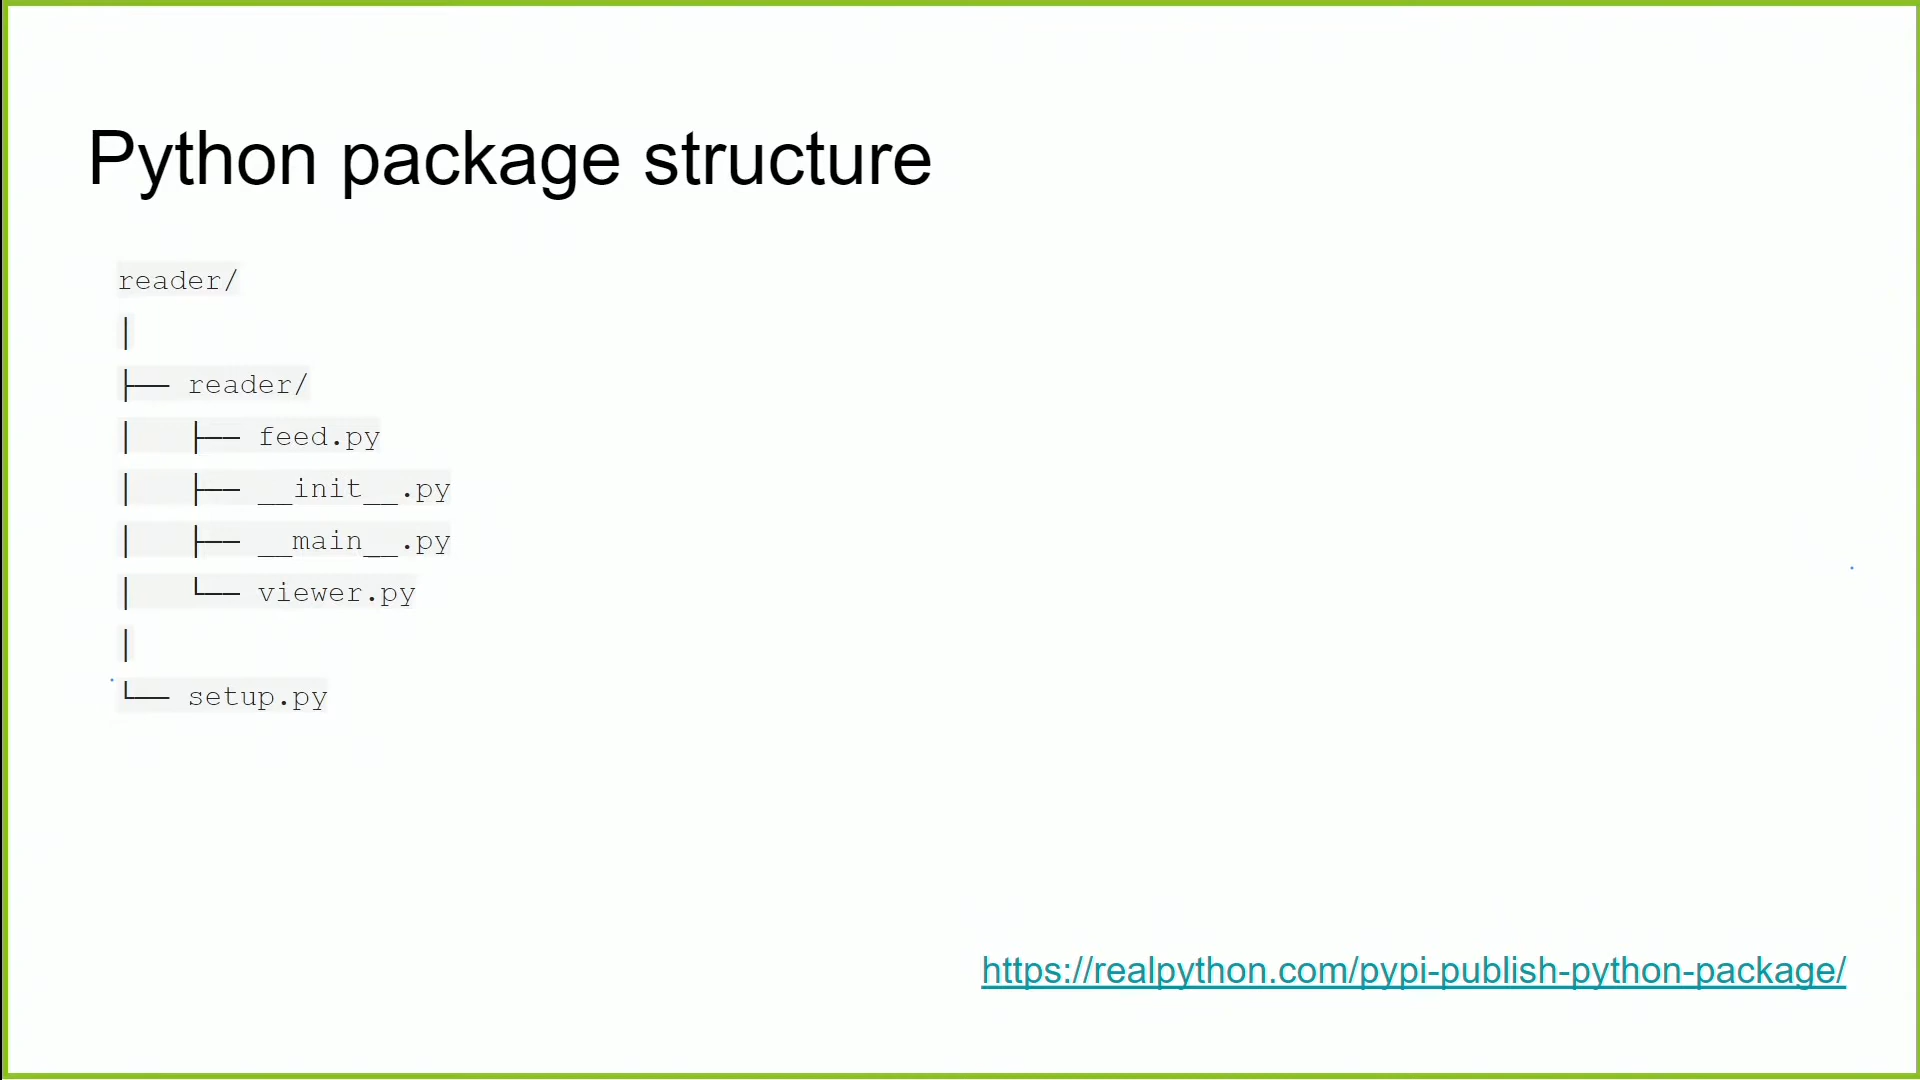 Python package structure
reader/
│
├── reader/
│   ├── feed.py
│   ├── __init__.py
│   ├── __main__.py
│   └── viewer.py
│
└── setup.py
https://realpython.com/pypi-publish-python-package/